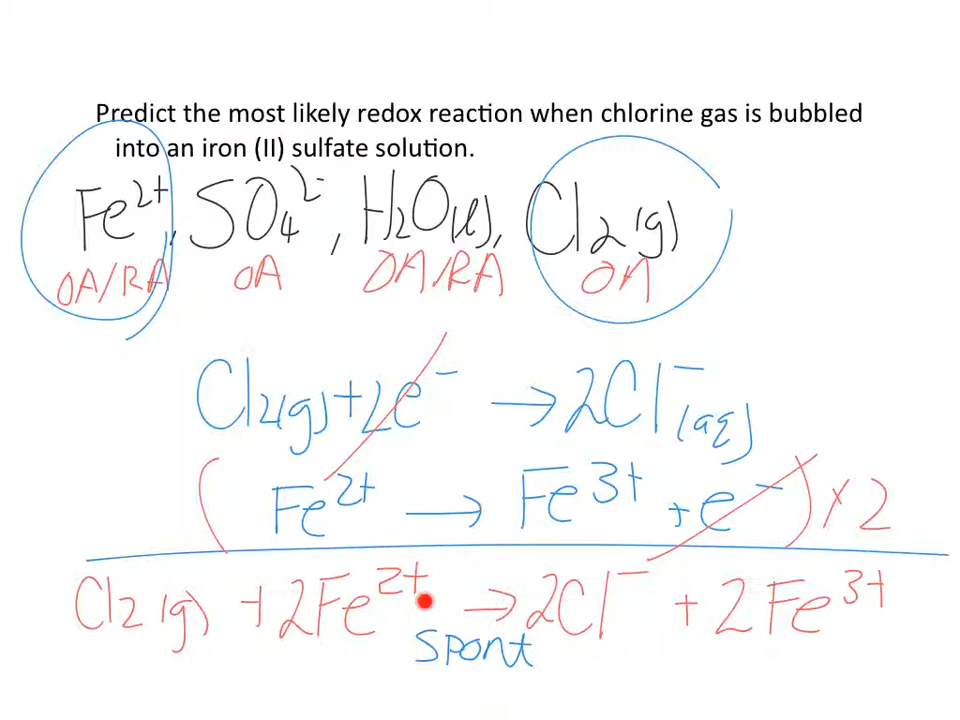 Predict the most likely redox reaction when chlorine gas is bubbled
into an iron (II) sulfate solution.
Fe²⁺, SO₄²⁻, H₂O(l), Cl₂(g)
OA/RA OA OA/RA OA
Cl₂(g) + 2e⁻ → 2Cl⁻(aq)
(Fe²⁺ → Fe³⁺ + e⁻) × 2
Cl₂(g) + 2Fe²⁺ → 2Cl⁻ + 2Fe³⁺
Spont